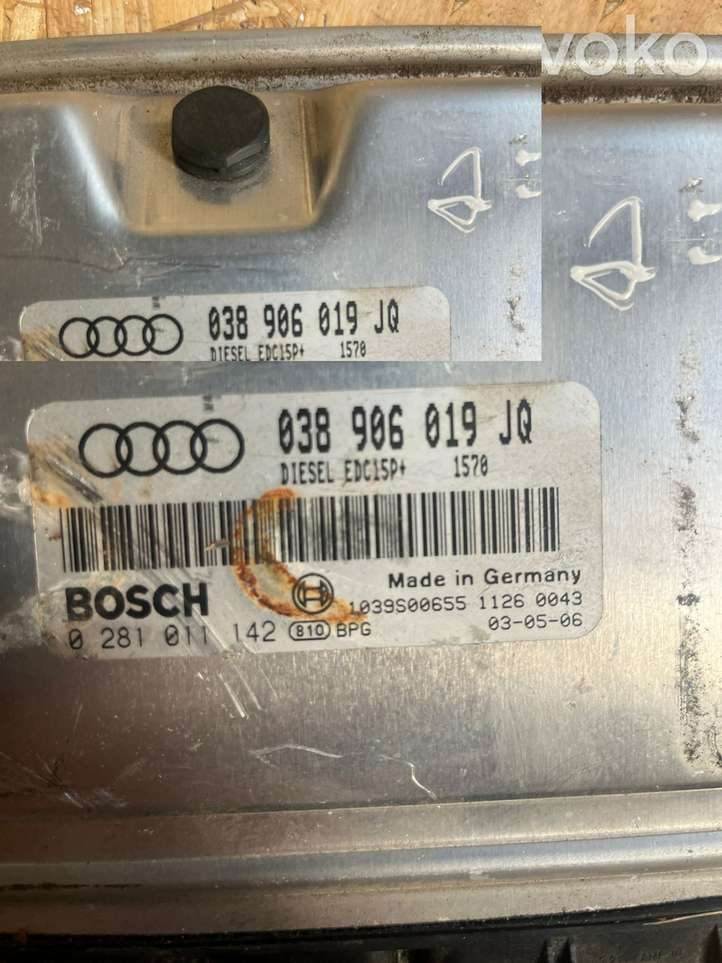 voko
038 906 019 JQ
DIESEL EDC15P+ 1570
038 906 019 JQ
DIESEL EDC15P+ 1570
Made in Germany
BOSCH
1039S00655 1126 0043
0 281 011 142 810 BPG
03-05-06